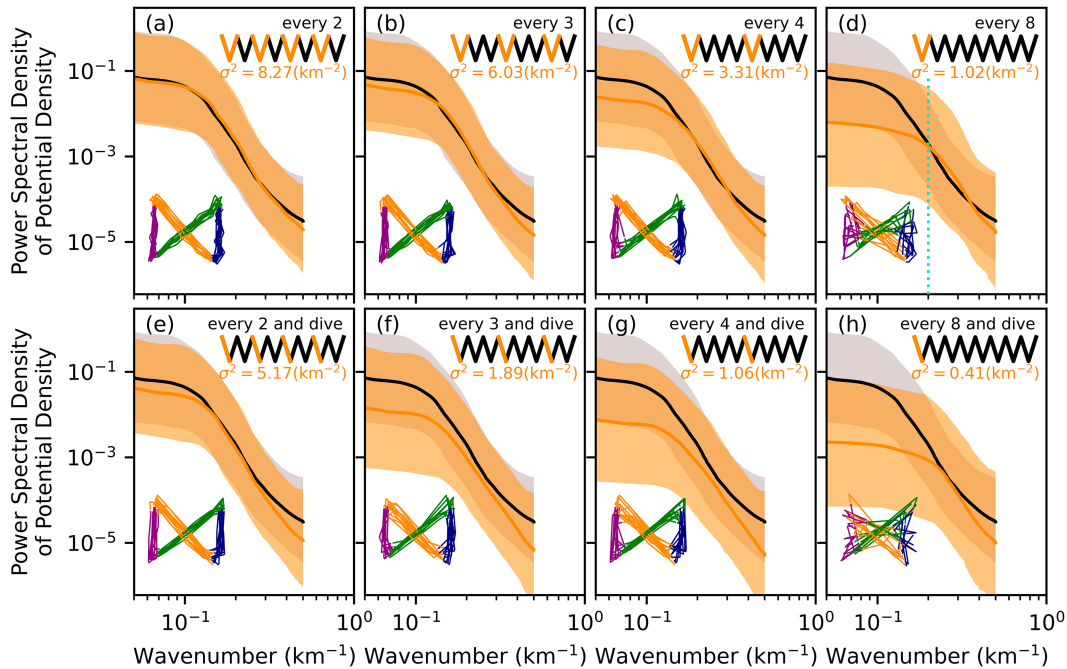 (a) every 2
σ² = 8.27(km⁻²)
(b) every 3
σ² = 6.03(km⁻²)
(c) every 4
σ² = 3.31(km⁻²)
(d) every 8
σ² = 1.02(km⁻²)
Power Spectral Density
of Potential Density
10⁻¹
10⁻³
10⁻⁵
(e) every 2 and dive
σ² = 5.17(km⁻²)
(f) every 3 and dive
σ² = 1.89(km⁻²)
(g) every 4 and dive
σ² = 1.06(km⁻²)
(h) every 8 and dive
σ² = 0.41(km⁻²)
Power Spectral Density
of Potential Density
10⁻¹
10⁻³
10⁻⁵
10⁻¹ 10⁰ 10⁻¹ 10⁰ 10⁻¹ 10⁰ 10⁻¹ 10⁰
Wavenumber (km⁻¹) Wavenumber (km⁻¹) Wavenumber (km⁻¹) Wavenumber (km⁻¹)